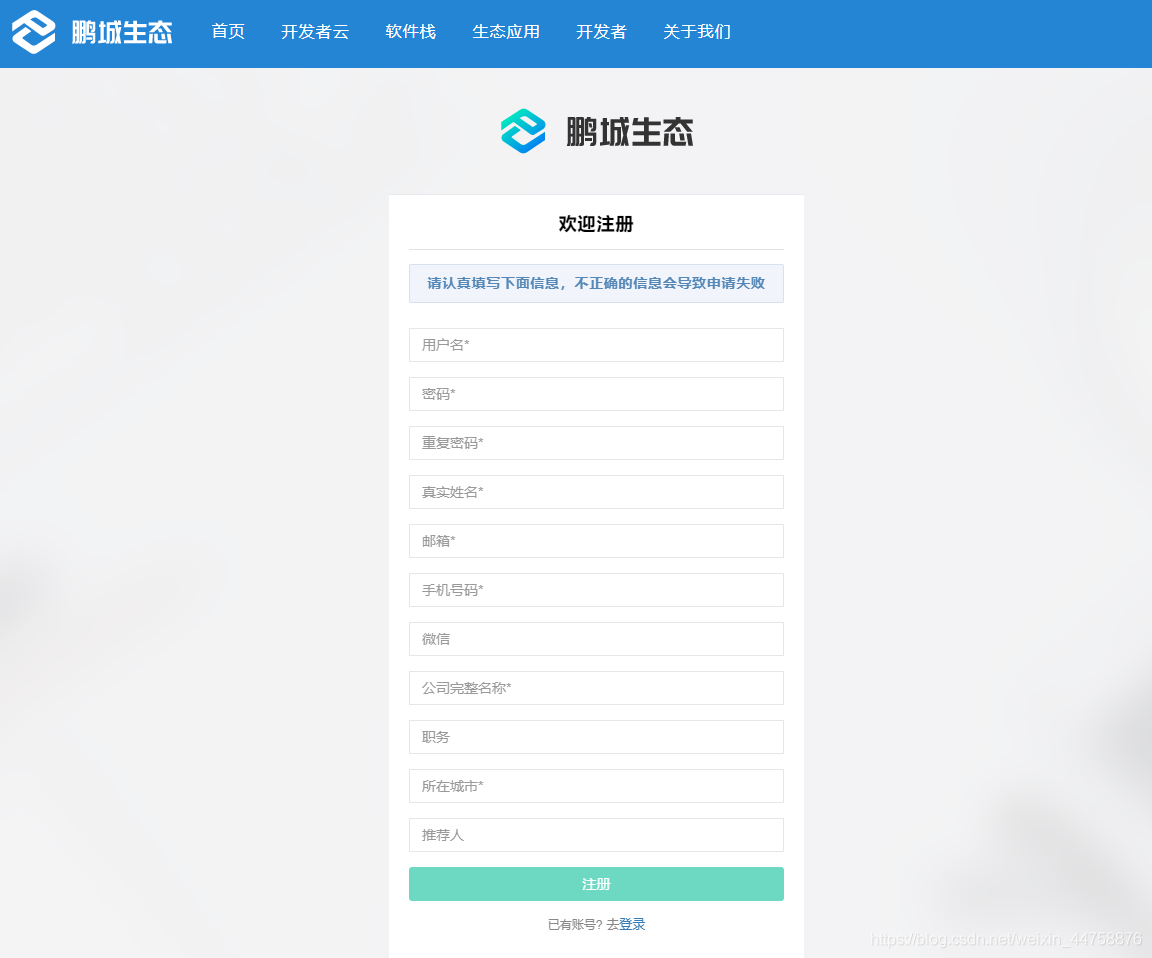 鹏城生态 首页 开发者云 软件栈 生态应用 开发者 关于我们
鹏城生态
欢迎注册
请认真填写下面信息，不正确的信息会导致申请失败
用户名*
密码*
重复密码*
真实姓名*
邮箱*
手机号码*
微信
公司完整名称*
职务
所在城市*
推荐人
注册
已有账号? 去登录
https://blog.csdn.net/weixin_44758876